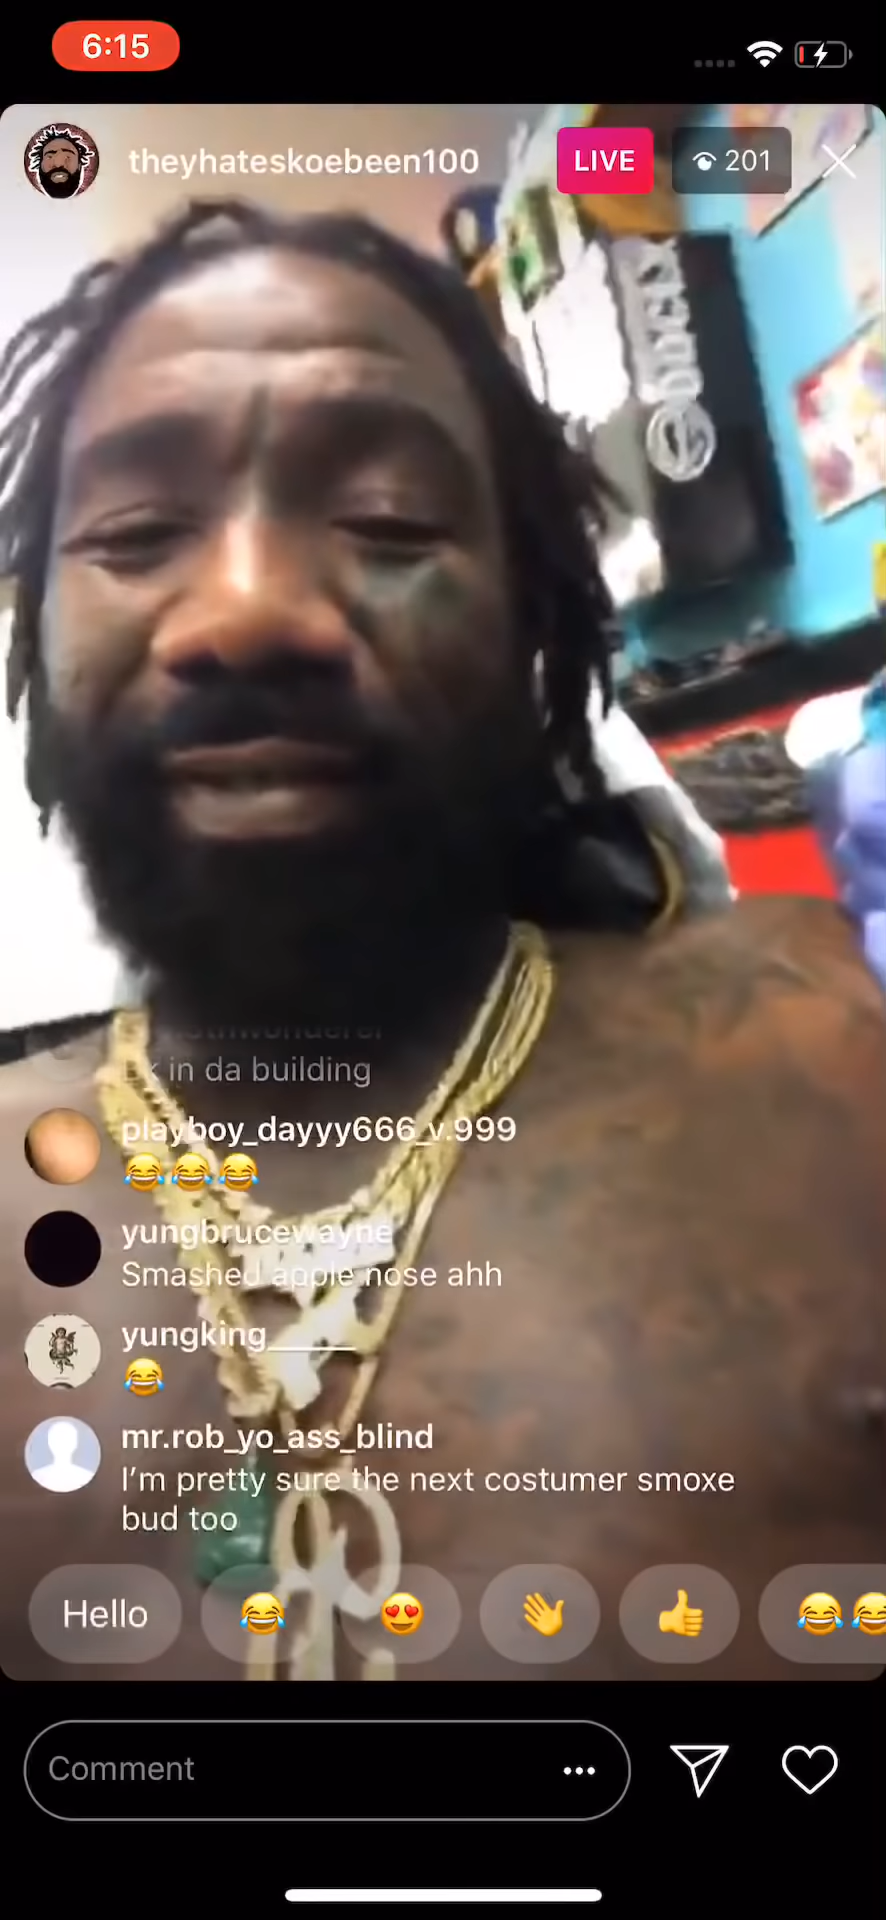 6:15
theyhateskoebeen100
LIVE
201
in da building
playboy_dayyy666_v.999
😂😂😂
yungbrucewayne
Smashed apple nose ahh
yungking_____
😂
mr.rob_yo_ass_blind
I'm pretty sure the next costumer smoxe
bud too
Hello
😂 😍 👋 👍 😂😂
Comment